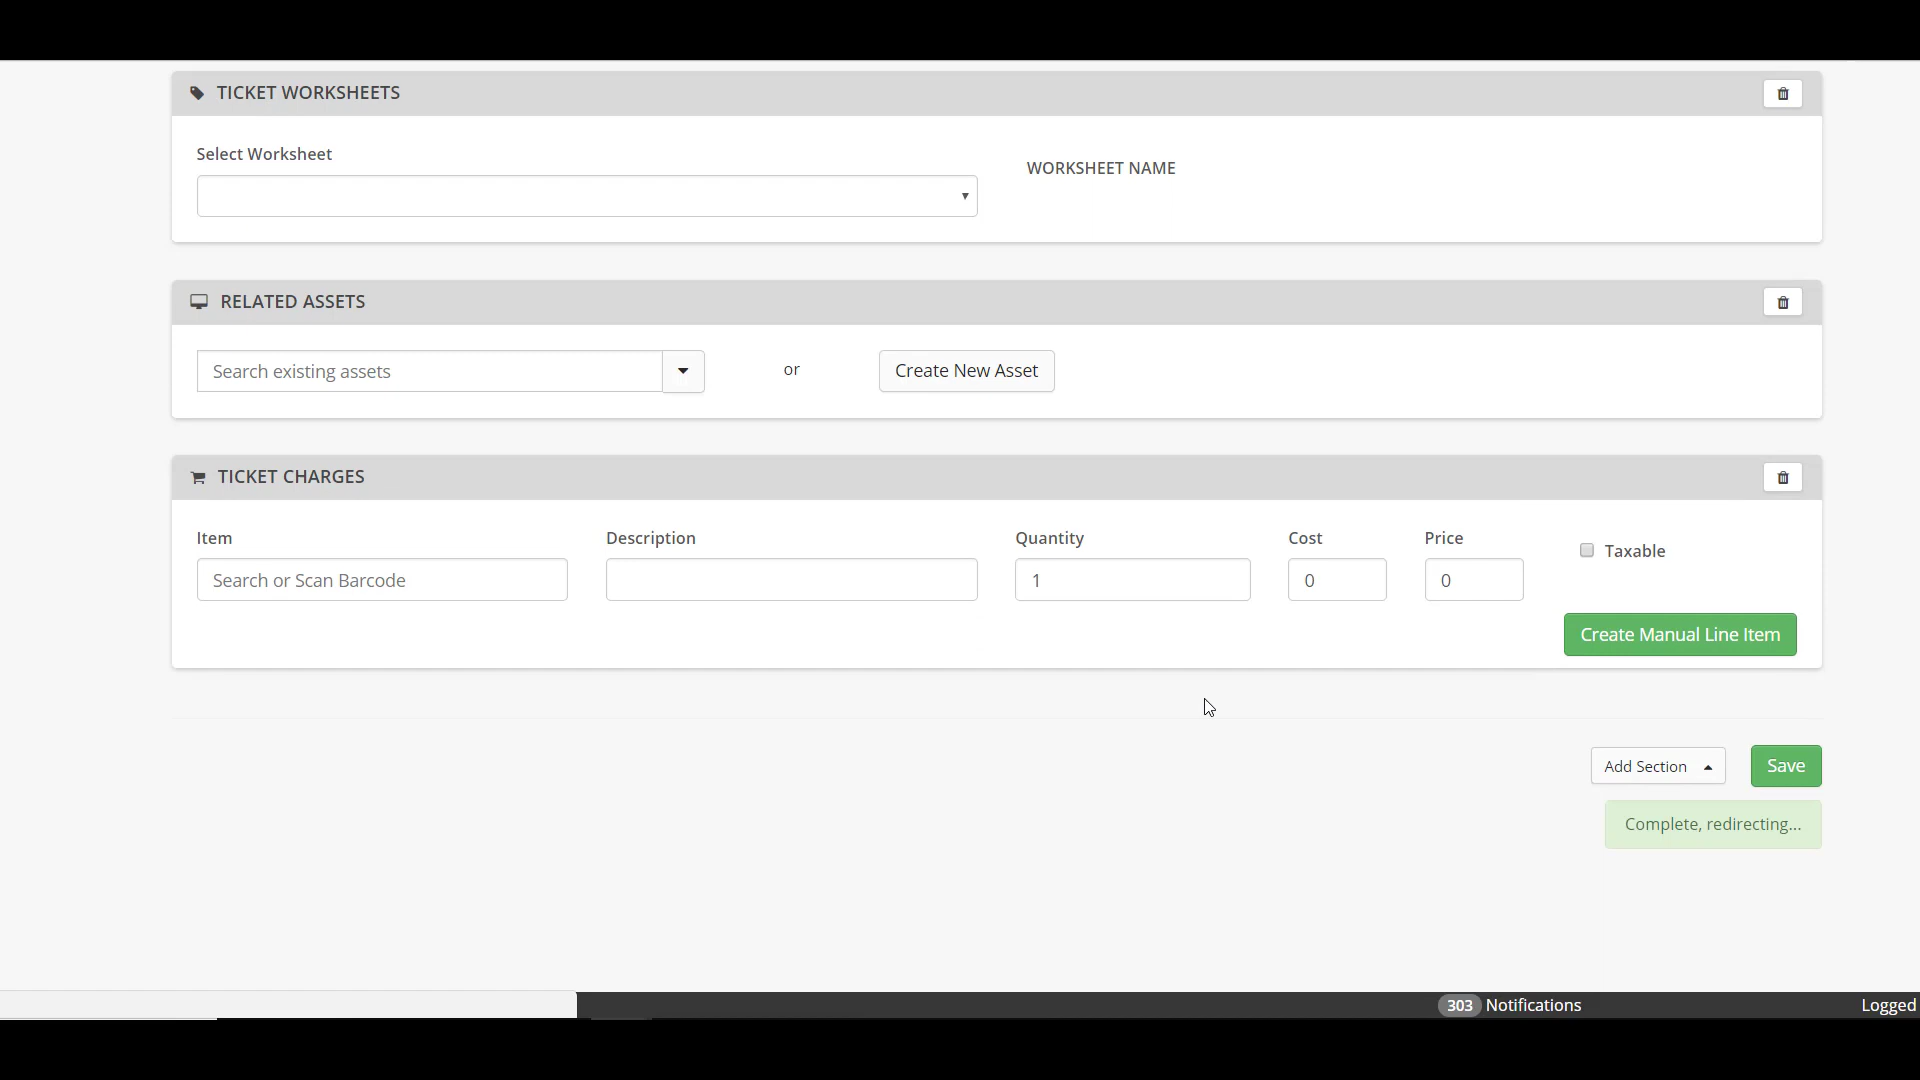 TICKET WORKSHEETS
Select Worksheet
WORKSHEET NAME
RELATED ASSETS
Search existing assets
or
Create New Asset
TICKET CHARGES
Item Description Quantity Cost Price
Taxable
Search or Scan Barcode 1 0 0
Create Manual Line Item
Add Section Save
Complete, redirecting...
303 Notifications Logged